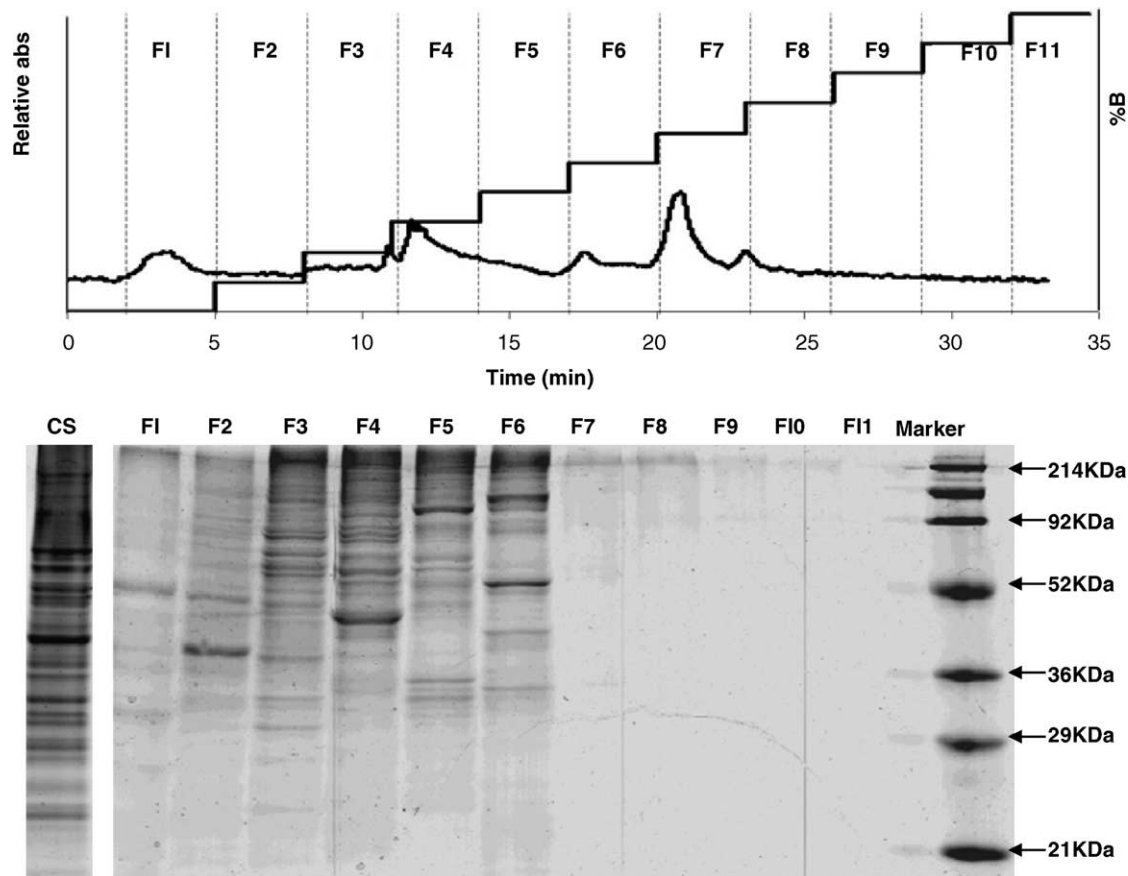 Relative abs
FI F2 F3 F4 F5 F6 F7 F8 F9 F10 F11
%B
0 5 10 15 20 25 30 35
Time (min)
CS FI F2 F3 F4 F5 F6 F7 F8 F9 FI0 FI1 Marker
214KDa
92KDa
52KDa
36KDa
29KDa
21KDa